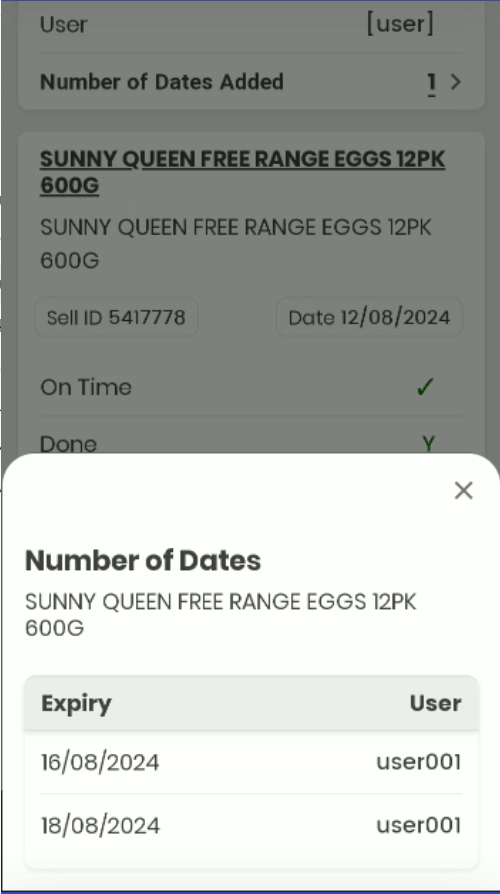 User [user]
Number of Dates Added 1 >
SUNNY QUEEN FREE RANGE EGGS 12PK
600G
SUNNY QUEEN FREE RANGE EGGS 12PK
600G
Sell ID 5417778 Date 12/08/2024
On Time ✓
Done Y
Number of Dates
SUNNY QUEEN FREE RANGE EGGS 12PK
600G
Expiry User
16/08/2024 user001
18/08/2024 user001